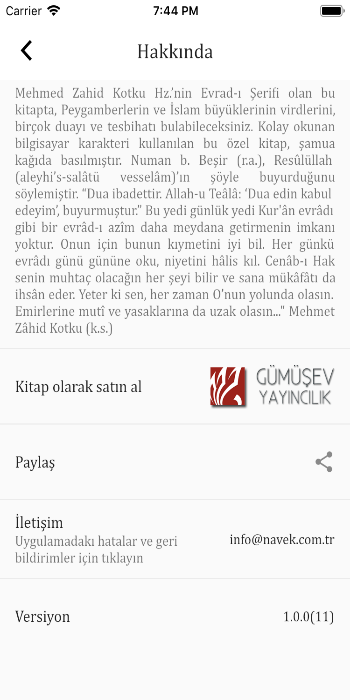 Carrier 7:44 PM
Hakkında
Mehmed Zahid Kotku Hz.'nin Evrad-ı Şerifi olan bu
kitapta, Peygamberlerin ve İslam büyüklerinin virdlerini,
birçok duayı ve tesbihatı bulabileceksiniz. Kolay okunan
bilgisayar karakteri kullanılan bu özel kitap, şamua
kağıda basılmıştır. Numan b. Beşir (r.a.), Resûlüllah
(aleyhi's-salâtü vesselâm)'ın şöyle buyurduğunu
söylemiştir. "Dua ibadettir. Allah-u Teâlâ: ‘Dua edin kabul
edeyim’, buyurmuştur." Bu yedi günlük yedi Kur'ân evrâdı
gibi bir evrâd-ı azîm daha meydana getirmenin imkanı
yoktur. Onun için bunun kıymetini iyi bil. Her günkü
evrâdı günü gününe oku, niyetini hâlis kıl. Cenâb-ı Hak
senin muhtaç olacağın her şeyi bilir ve sana mükâfâtı da
ihsân eder. Yeter ki sen, her zaman O'nun yolunda olasın.
Emirlerine mutî ve yasaklarına da uzak olasın..." Mehmet
Zâhid Kotku (k.s.)
Kitap olarak satın al
GÜMÜŞEV
YAYINCILIK
Paylaş
İletişim
Uygulamadakı hatalar ve geri
bildirimler için tıklayın
info@navek.com.tr
Versiyon 1.0.0(11)